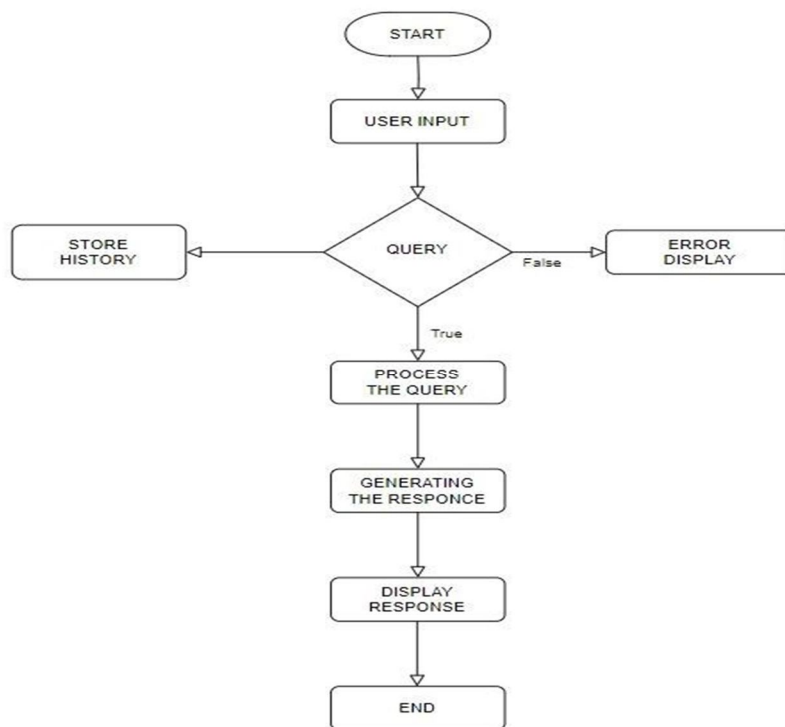 START
USER INPUT
STORE
HISTORY
QUERY
False
ERROR
DISPLAY
True
PROCESS
THE QUERY
GENERATING
THE RESPONCE
DISPLAY
RESPONSE
END